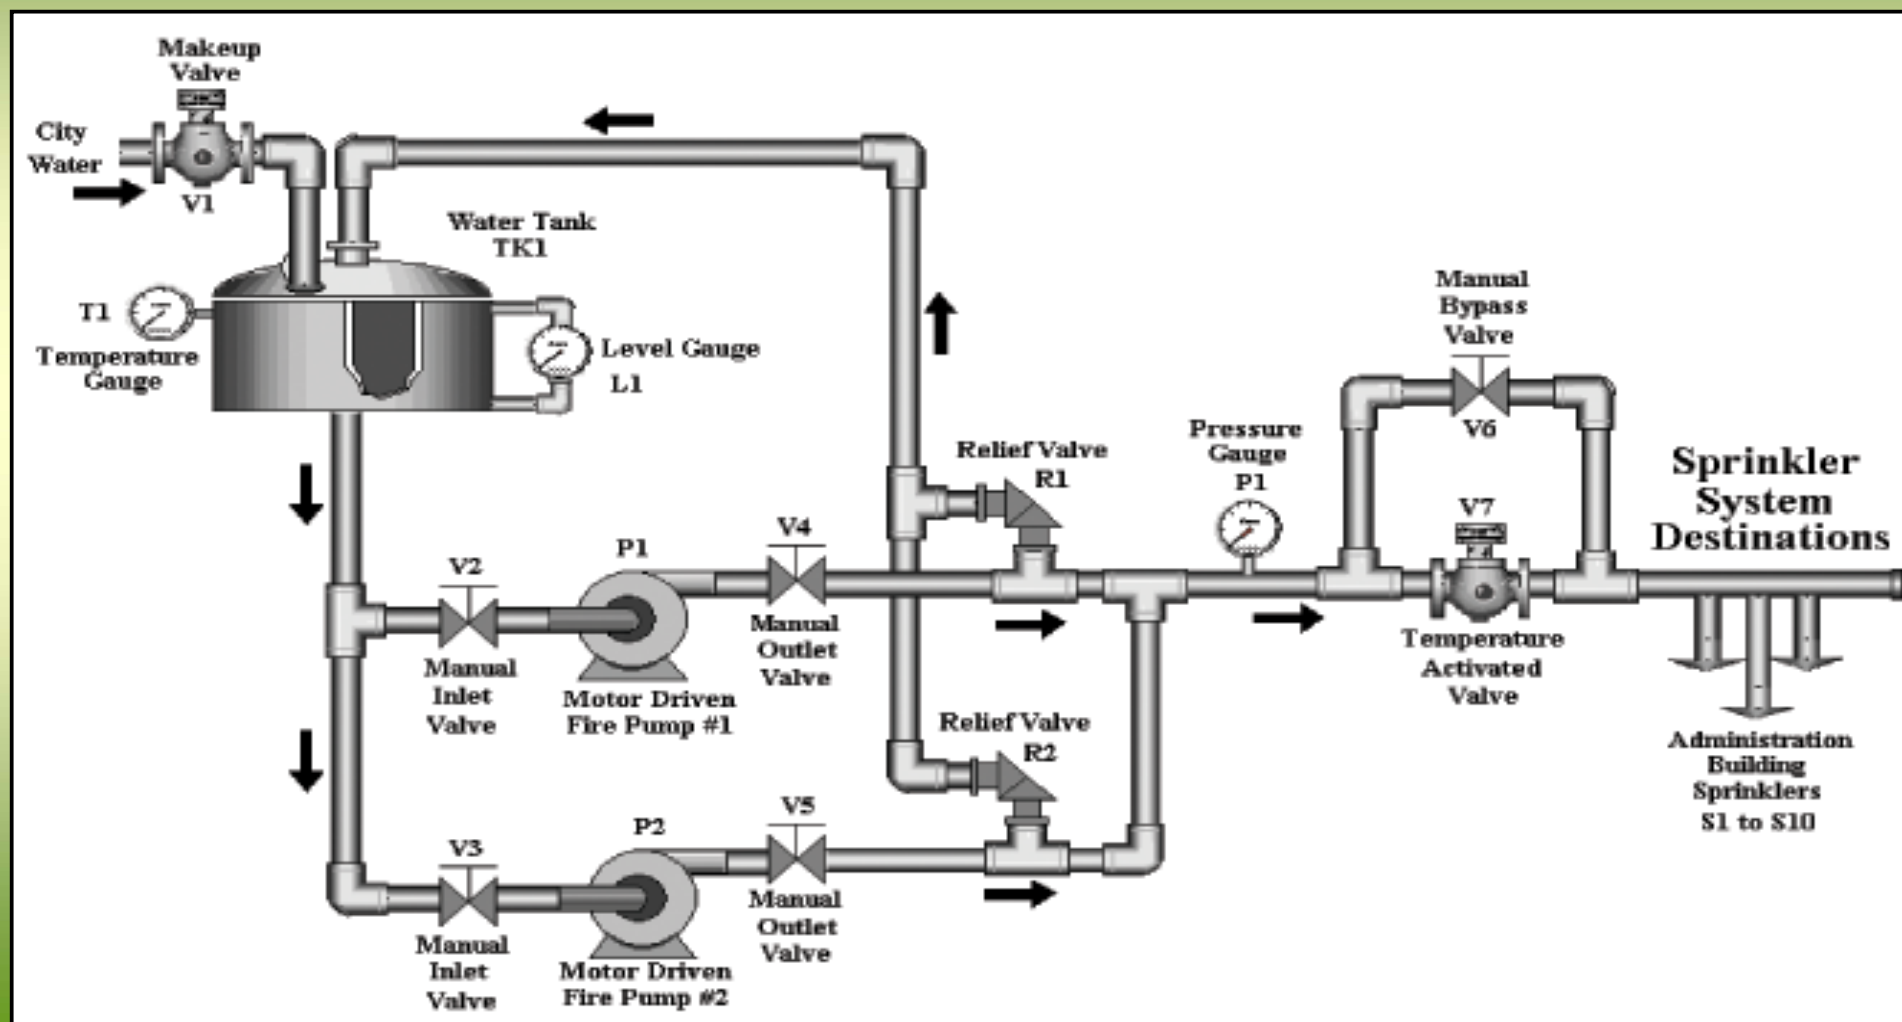 Makeup
Valve
City
Water
V1
Water Tank
TK1
T1
Temperature
Gauge
Level Gauge
L1
Manual
Bypass
Valve
V6
Pressure
Gauge
P1
Relief Valve
R1
Sprinkler
System
Destinations
V7
Temperature
Activated
Valve
V4
Manual
Outlet
Valve
P1
Motor Driven
Fire Pump #1
V2
Manual
Inlet
Valve
Relief Valve
R2
Administration
Building
Sprinklers
S1 to S10
V5
Manual
Outlet
Valve
P2
Motor Driven
Fire Pump #2
V3
Manual
Inlet
Valve